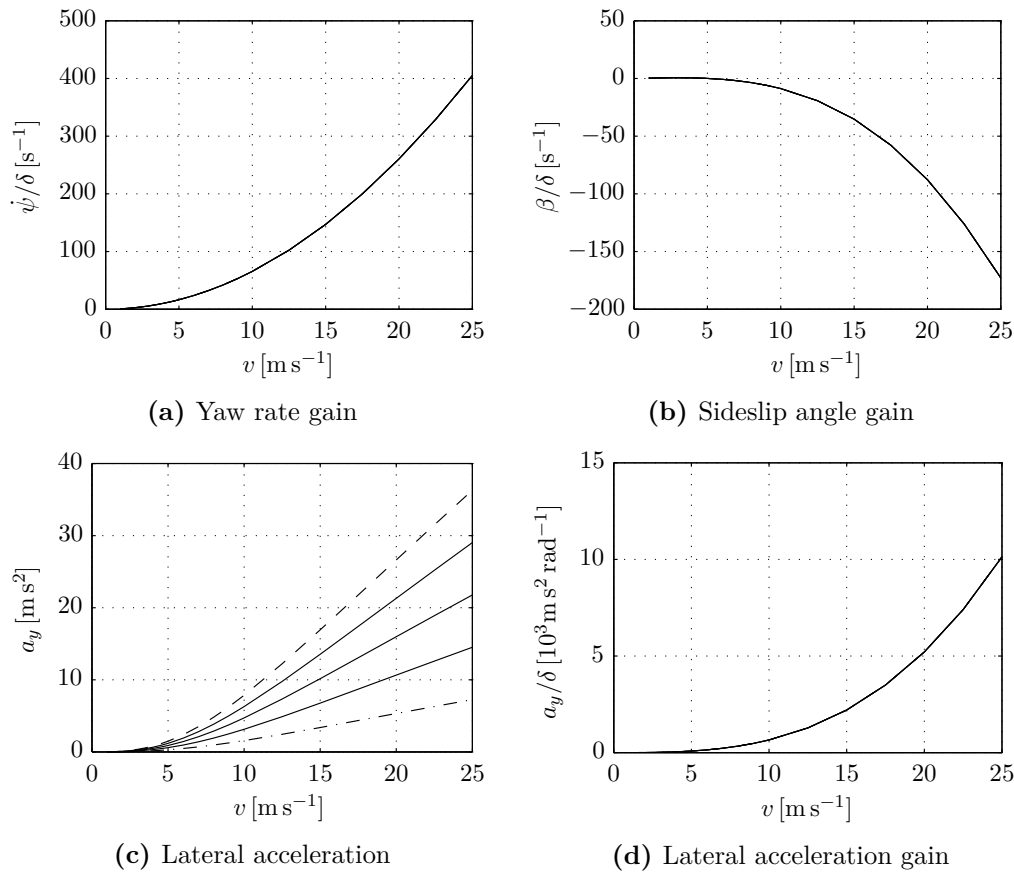 500
400
300
200
100
0
0 5 10 15 20 25
ψ̇/δ [s⁻¹]
v [m s⁻¹]
(a) Yaw rate gain
50
0
−50
−100
−150
−200
0 5 10 15 20 25
β/δ [s⁻¹]
v [m s⁻¹]
(b) Sideslip angle gain
40
30
20
10
0
0 5 10 15 20 25
a_y [m s²]
v [m s⁻¹]
(c) Lateral acceleration
15
10
5
0
0 5 10 15 20 25
a_y/δ [10³m s² rad⁻¹]
v [m s⁻¹]
(d) Lateral acceleration gain